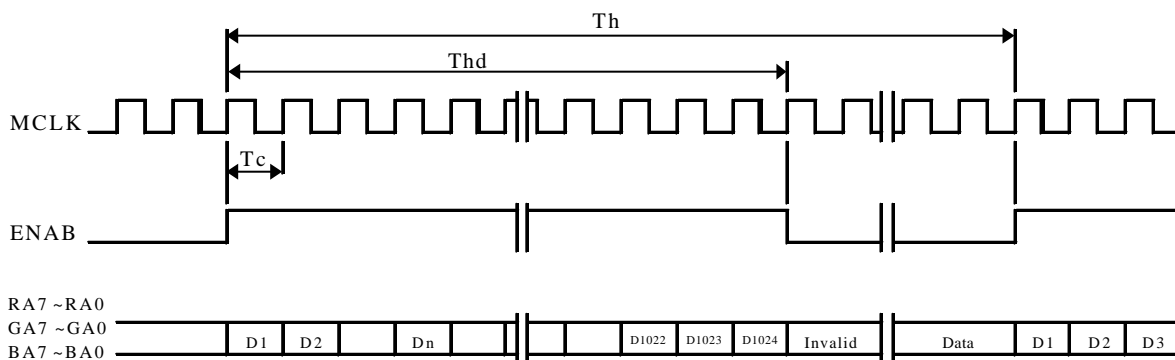 Th
Thd
MCLK
Tc
ENAB
RA7 ~RA0
GA7 ~GA0
BA7 ~BA0
D1 D2 Dn D1022 D1023 D1024 Invalid Data D1 D2 D3